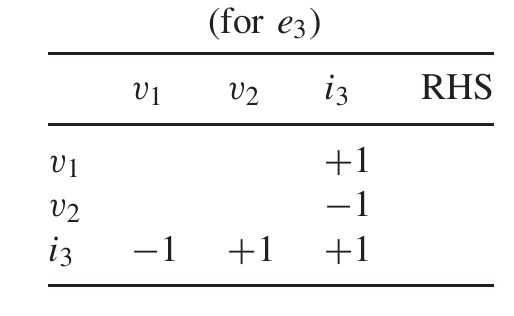 (for e3)
v1 v2 i3 RHS
v1 +1
v2 −1
i3 −1 +1 +1